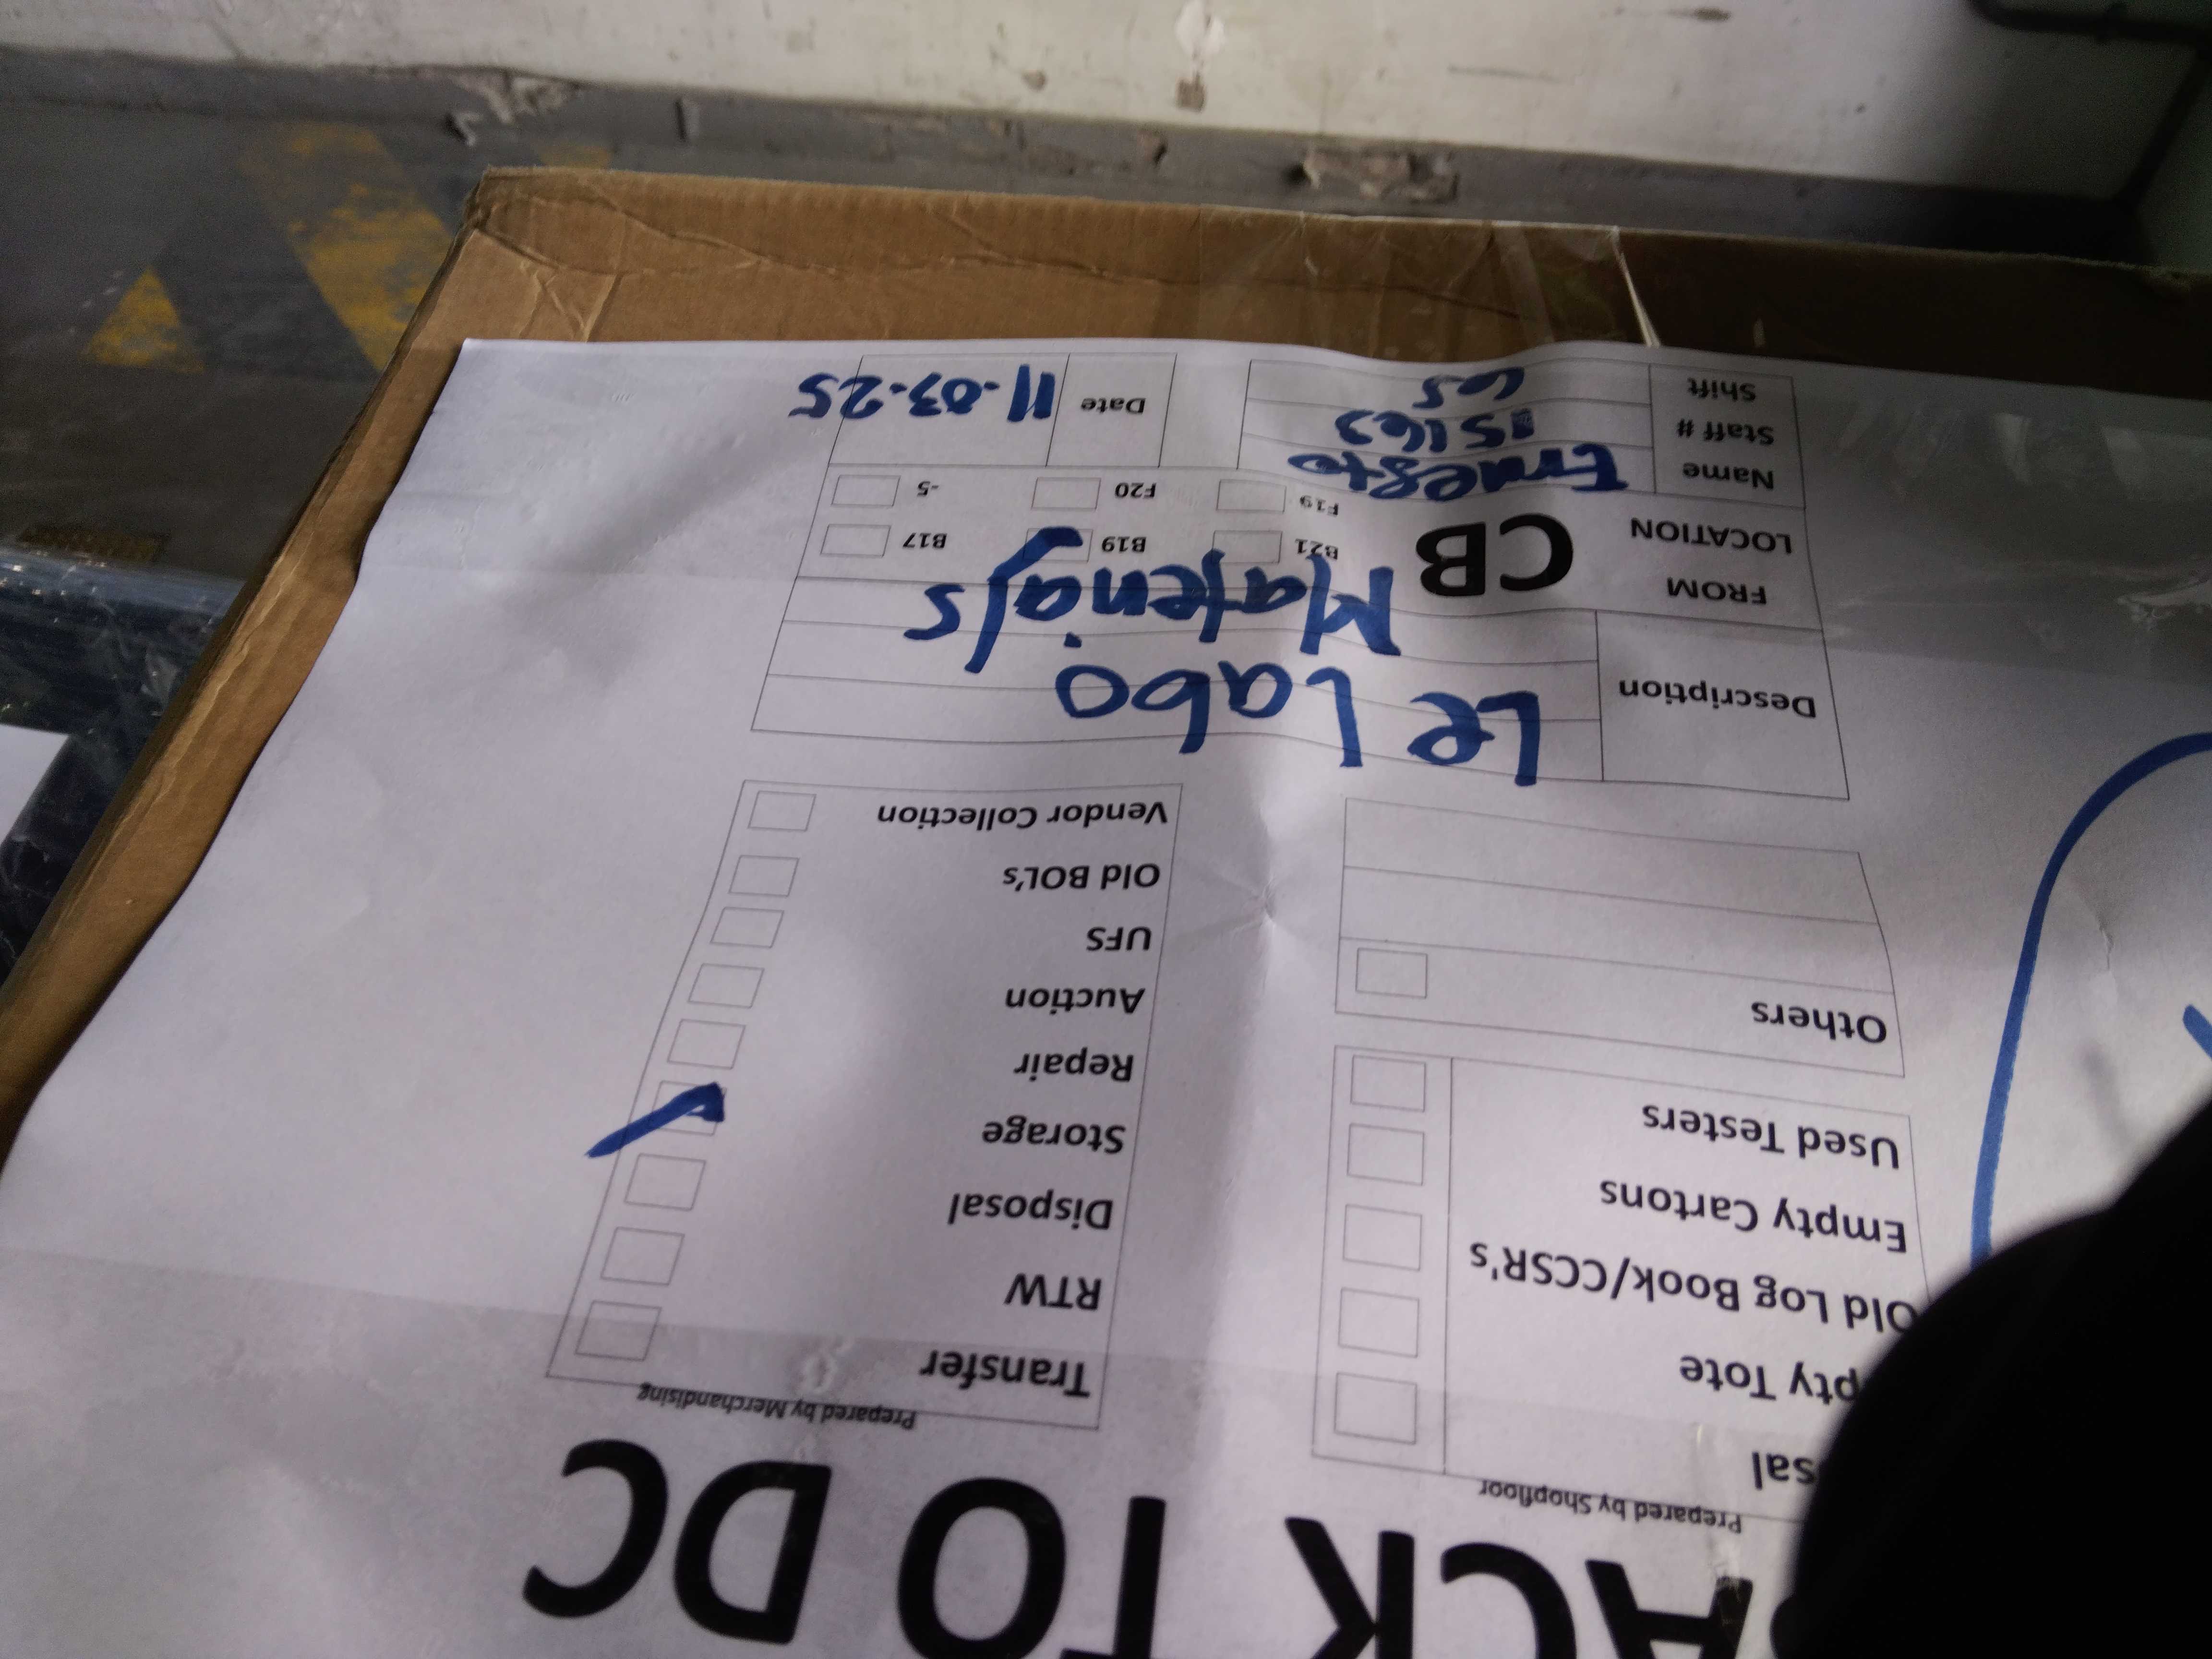 ACK TO DC
Prepared by Shopfloor
sal
pty Tote
Old Log Book/CCSR's
Empty Cartons
Used Testers
Others
Prepared by Merchandising
Transfer
RTW
Disposal
Storage
Repair
Auction
UFS
Old BOL's
Vendor Collection
Description
Le Labo
Materials
FROM
LOCATION
CB
B21 B19 B17
F19 F20 -5
Name Ernesto
Staff # 15163
Shift
Date 11.03.25